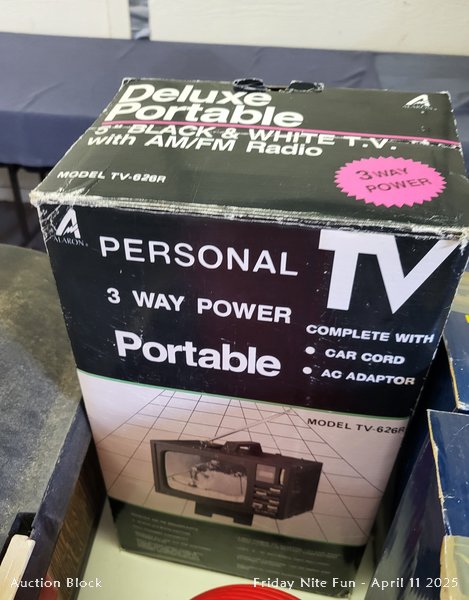 Deluxe
Portable
5" BLACK & WHITE T.V.
with AM/FM Radio
MODEL TV-626R
3 WAY
POWER
ALARON
PERSONAL TV
3 WAY POWER
Portable
COMPLETE WITH
• CAR CORD
• AC ADAPTOR
MODEL TV-626R
Auction Block
Friday Nite Fun - April 11 2025